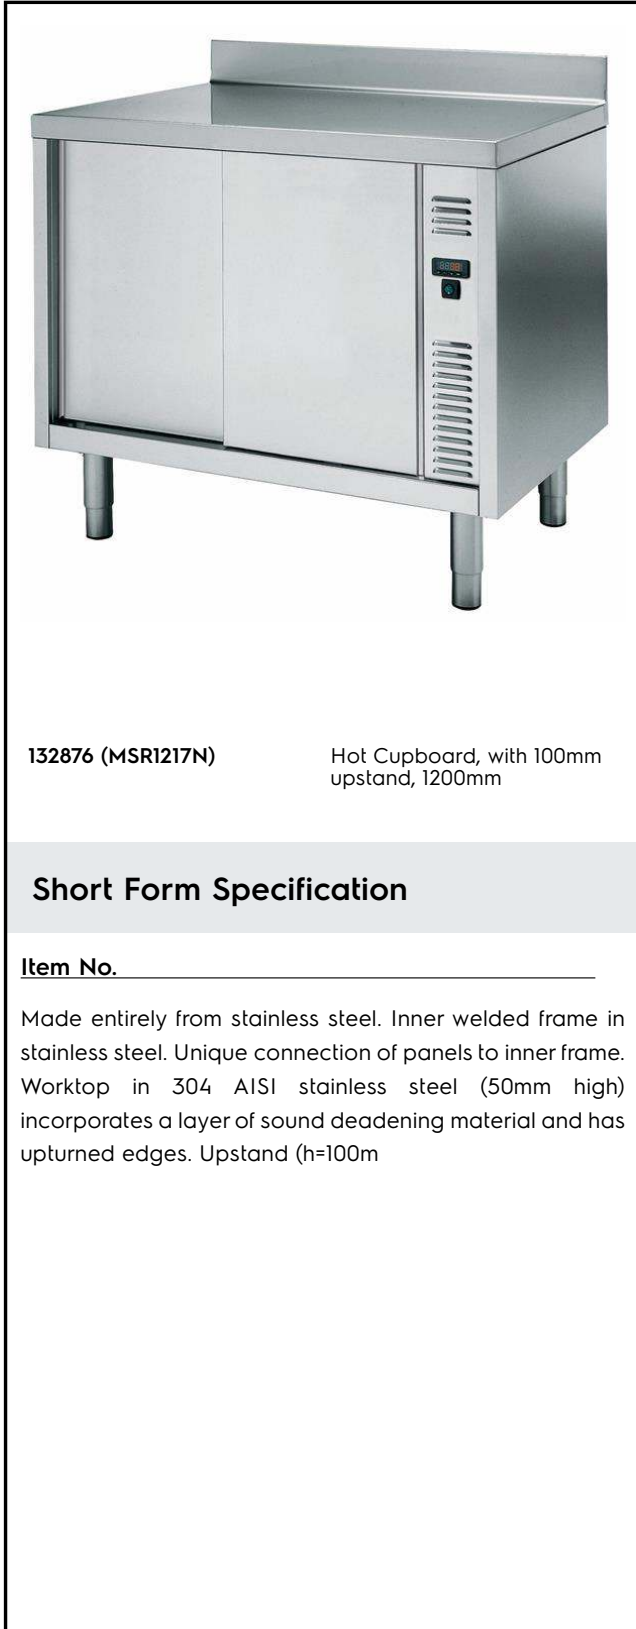 132876 (MSR1217N)
Hot Cupboard, with 100mm
upstand, 1200mm
Short Form Specification
Item No.
Made entirely from stainless steel. Inner welded frame in
stainless steel. Unique connection of panels to inner frame.
Worktop in 304 AISI stainless steel (50mm high)
incorporates a layer of sound deadening material and has
upturned edges. Upstand (h=100m